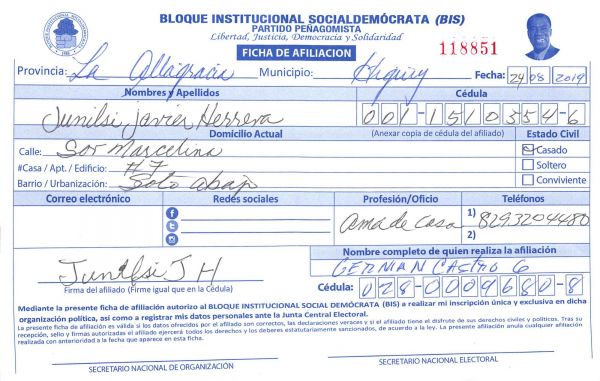 BLOQUE INSTITUCIONAL SOCIALDEMÓCRATA (BIS)
PARTIDO PEÑAGOMISTA
Libertad, Justicia, Democracia y Solidaridad
FICHA DE AFILIACION
118851
Provincia: La Altagracia Municipio: Higuey Fecha: 24/08/2019
Nombres y Apellidos Cédula
Junilsi Javier Herrera 001-1510354-6
Domicilio Actual (Anexar copia de cédula del afiliado) Estado Civil
Calle: Sor Marcelina Casado
#Casa / Apt. / Edificio: #7 Soltero
Barrio / Urbanización: Soto abajo Conviviente
Correo electrónico Redes sociales Profesión/Oficio Teléfonos
Ama de casa 1) 8293204480
2)
Nombre completo de quien realiza la afiliación
Junilsi J H GERMAN CASTRO G
Firma del afiliado (Firme igual que en la Cédula) Cédula: 028-0009680-8
Mediante la presente ficha de afiliación autorizo al BLOQUE INSTITUCIONAL SOCIAL DEMÓCRATA (BIS) a realizar mi inscripción única y exclusiva en dicha
organización política, así como a registrar mis datos personales ante la Junta Central Electoral.
La presente ficha de afiliación es válida si los datos ofrecidos por el afiliado son correctos, las declaraciones veraces y si el afiliado tiene el disfrute de sus derechos civiles y políticos. Tras su
recepción, sello y firmas autorizadas el afiliado ejercerá todos los derechos y los deberes estatutariamente sancionados, de acuerdo a la ley. La presente afiliación anula cualquier afiliación
realizada con anterioridad a la fecha que aparece en esta ficha.
SECRETARIO NACIONAL DE ORGANIZACIÓN SECRETARIO NACIONAL ELECTORAL